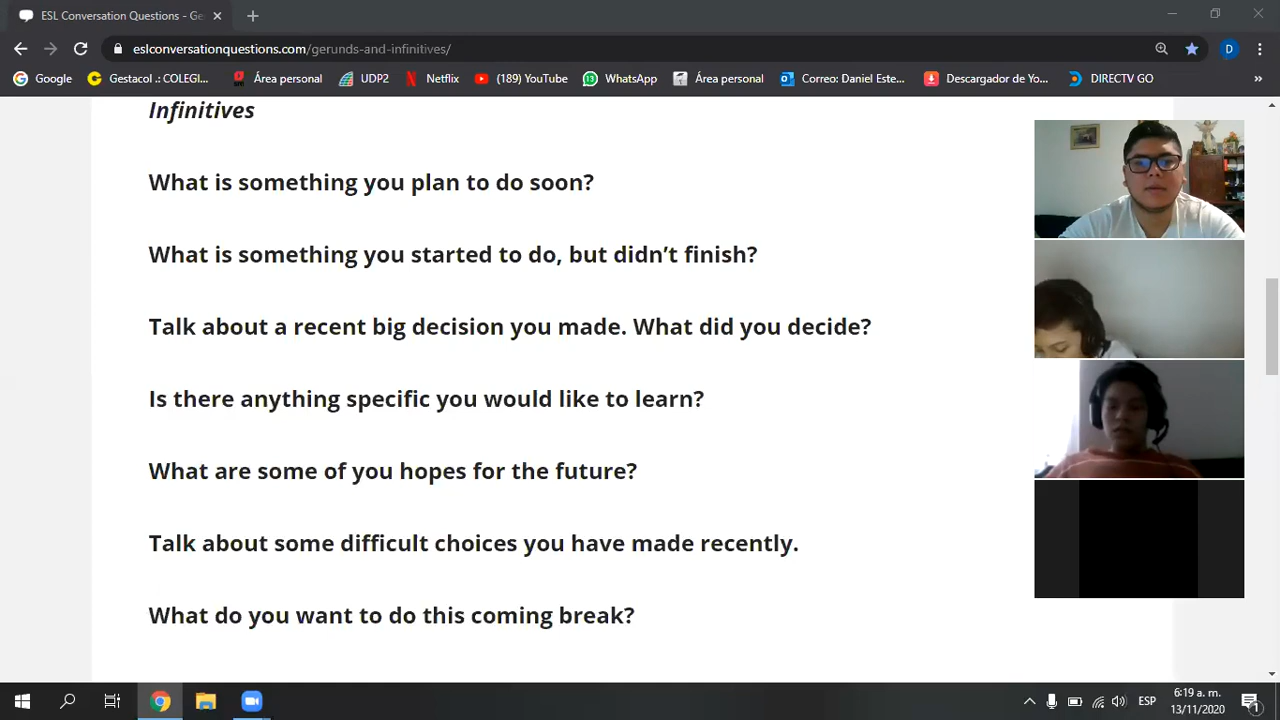 ESL Conversation Questions - Ge
eslconversationquestions.com/gerunds-and-infinitives/
D
Google
Gestacol .: COLEGI...
Área personal
UDP2
Netflix
(189) YouTube
13 WhatsApp
Área personal
Correo: Daniel Este...
Descargador de Yo...
DIRECTV GO
»
Infinitives
What is something you plan to do soon?
What is something you started to do, but didn’t finish?
Talk about a recent big decision you made. What did you decide?
Is there anything specific you would like to learn?
What are some of you hopes for the future?
Talk about some difficult choices you have made recently.
What do you want to do this coming break?
ESP
6:19 a. m.
13/11/2020
1